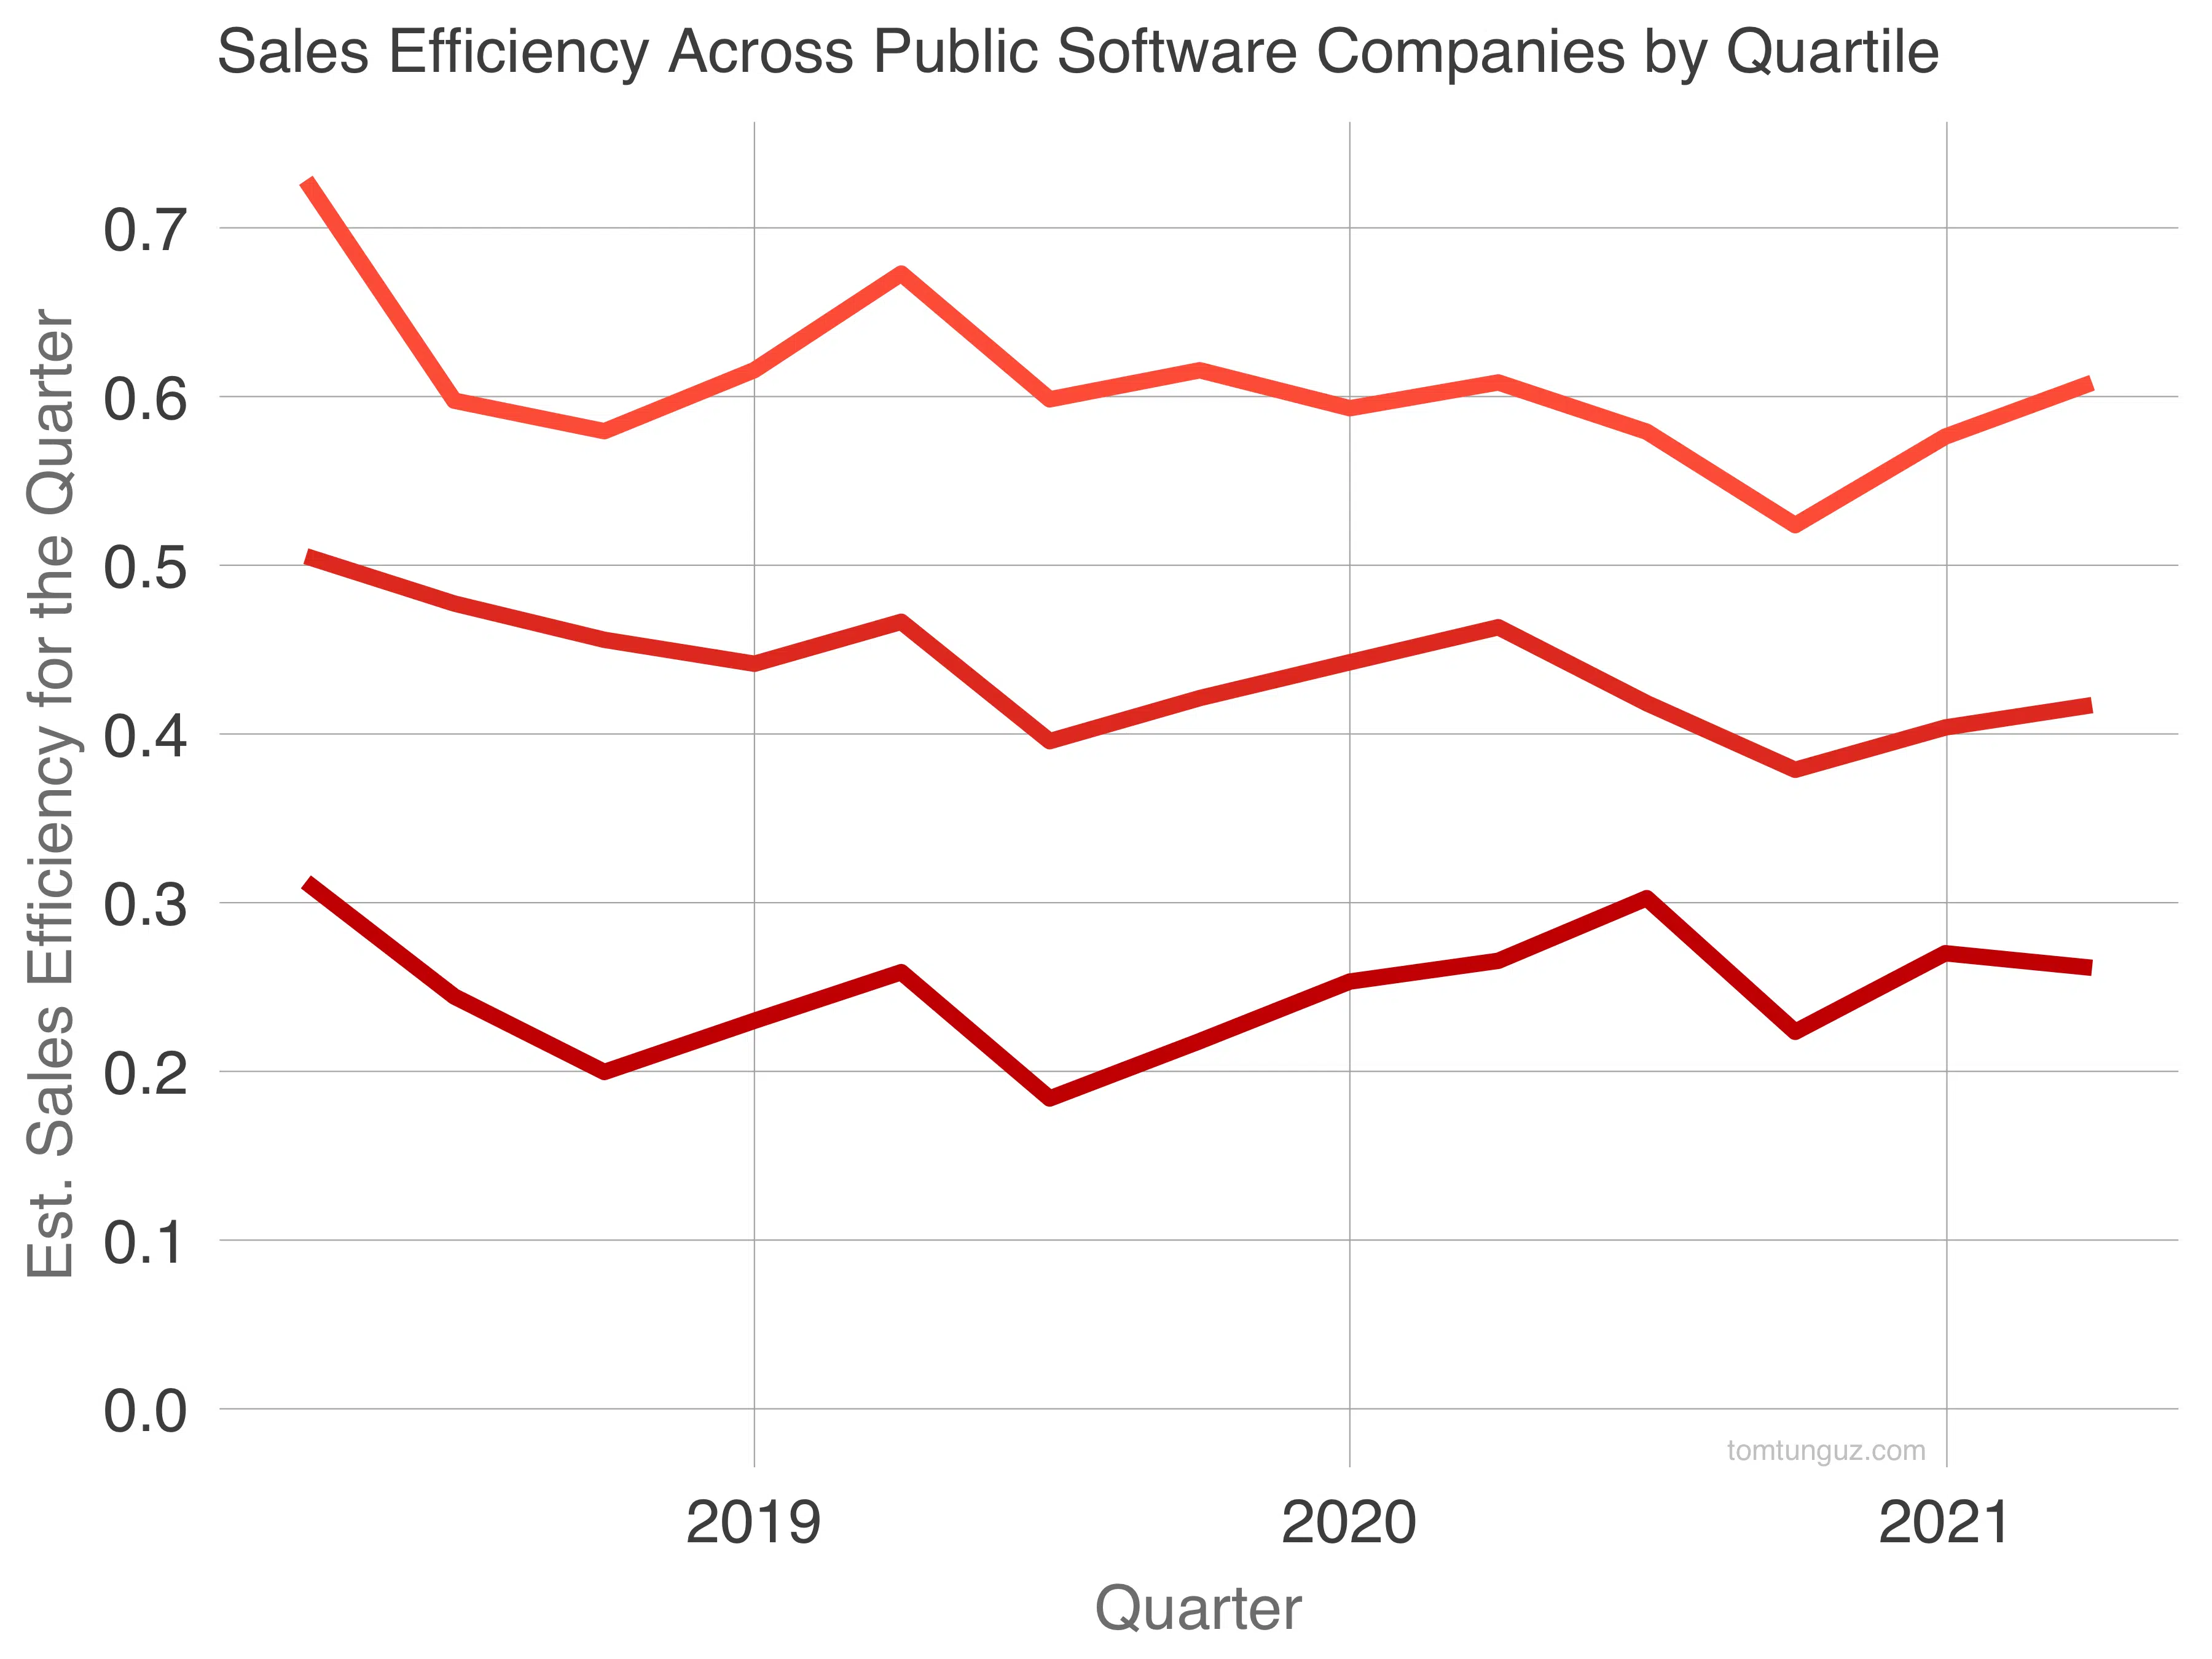 Sales Efficiency Across Public Software Companies by Quartile
Est. Sales Efficiency for the Quarter
0.7
0.6
0.5
0.4
0.3
0.2
0.1
0.0
tomtunguz.com
2019 2020 2021
Quarter